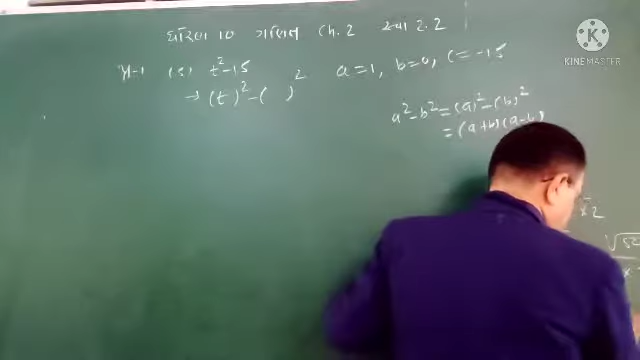 ધોરણ 10 ગણિત Ch.2 સ્વા 2.2
(5) t² - 15 a = 1, b = 0, c = -15
→ (t)² - ( )²
a² - b² = (a)² - (b)²
= (a+b)(a-b)
KINEMASTER